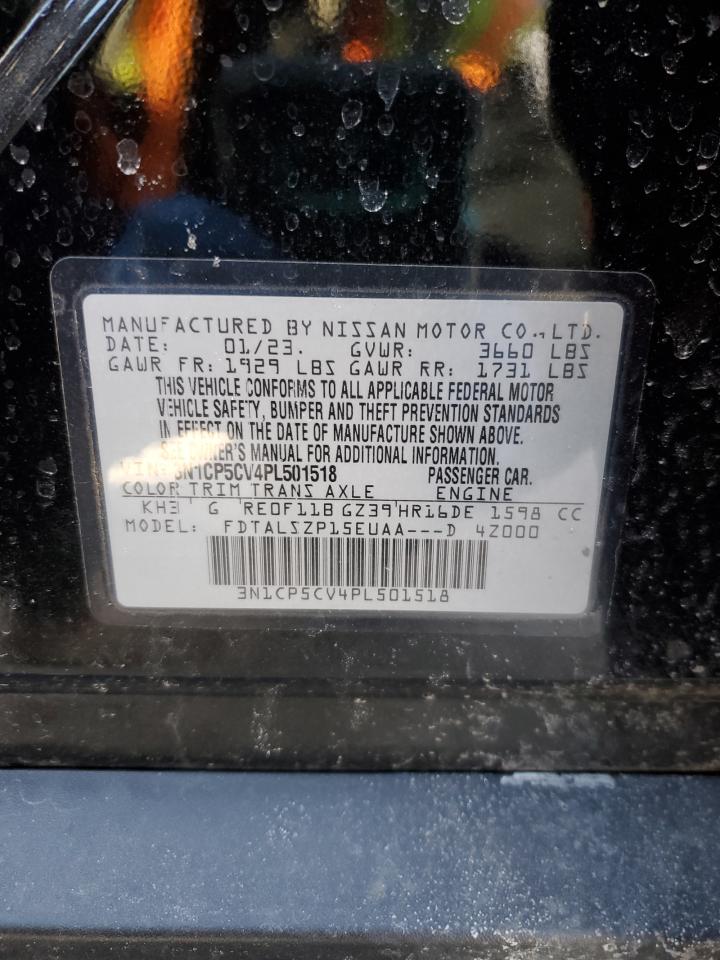 MANUFACTURED BY NISSAN MOTOR CO., LTD.
DATE: 01/23. GVWR: 3660 LBS
GAWR FR: 1929 LBS GAWR RR: 1731 LBS
THIS VEHICLE CONFORMS TO ALL APPLICABLE FEDERAL MOTOR
VEHICLE SAFETY, BUMPER AND THEFT PREVENTION STANDARDS
IN EFFECT ON THE DATE OF MANUFACTURE SHOWN ABOVE.
SEE OWNER'S MANUAL FOR ADDITIONAL INFORMATION.
VIN: 3N1CP5CV4PL501518 PASSENGER CAR.
COLOR TRIM TRANS AXLE ENGINE
KH3 G RE0F11B GZ39 HR16DE 1598 CC
MODEL: FDTALSZP15EUAA---D 4Z000
3N1CP5CV4PL501518